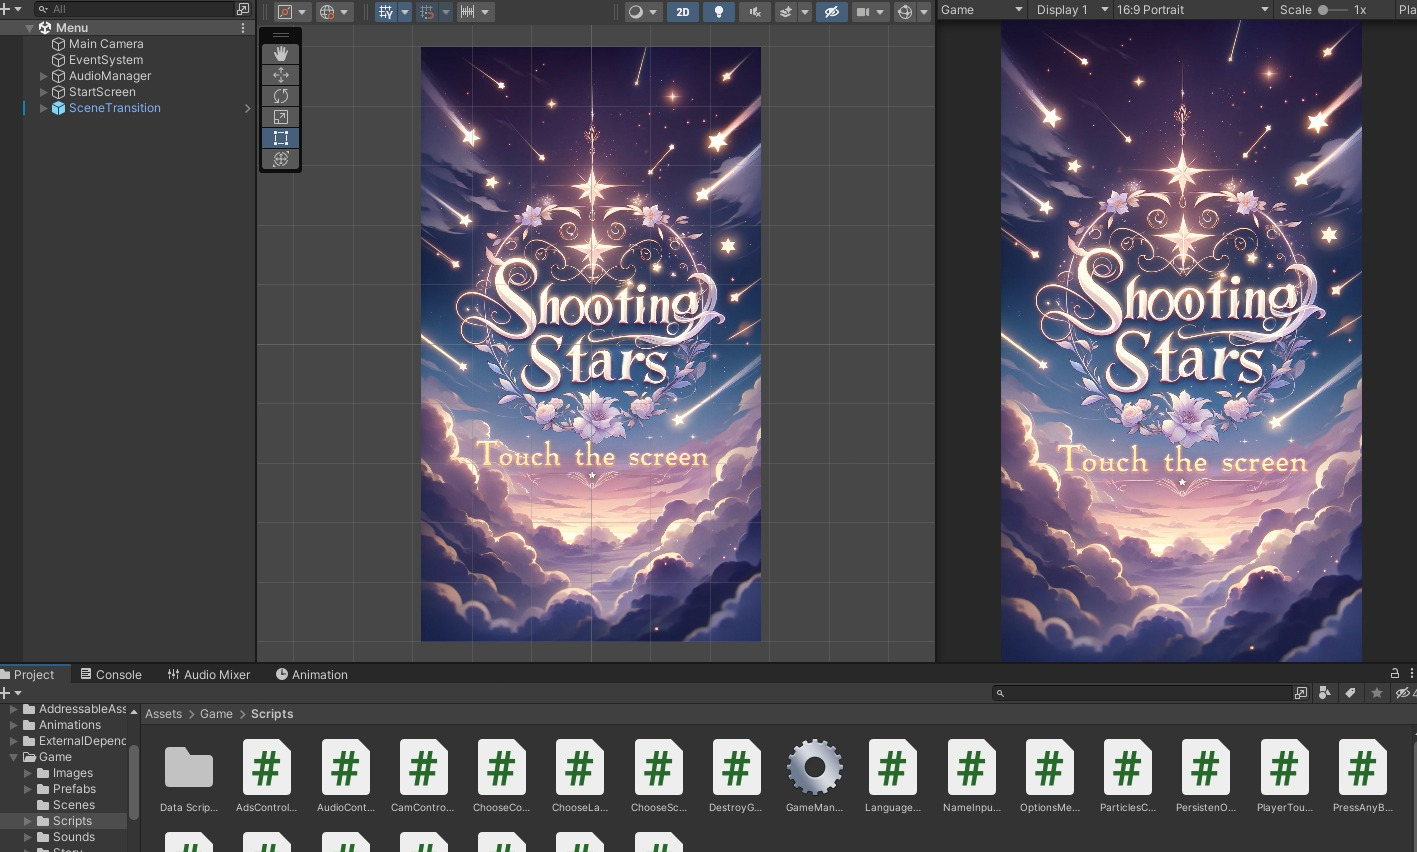 All
Menu
Main Camera
EventSystem
AudioManager
StartScreen
SceneTransition
2D
Shooting
Stars
Touch the screen
Game
Display 1
16:9 Portrait
Scale
1x
Pla
Shooting
Stars
Touch the screen
Project
Console
Audio Mixer
Animation
AddressableAss
Animations
ExternalDepend
Game
Images
Prefabs
Scenes
Scripts
Sounds
Story
Assets > Game > Scripts
Data Scrip...
AdsControl...
AudioCont...
CamContro...
ChooseCo...
ChooseLa...
ChooseSc...
DestroyG...
GameMan...
Language...
NameInpu...
OptionsMe...
ParticlesC...
PersistenO...
PlayerTou...
PressAnyB...